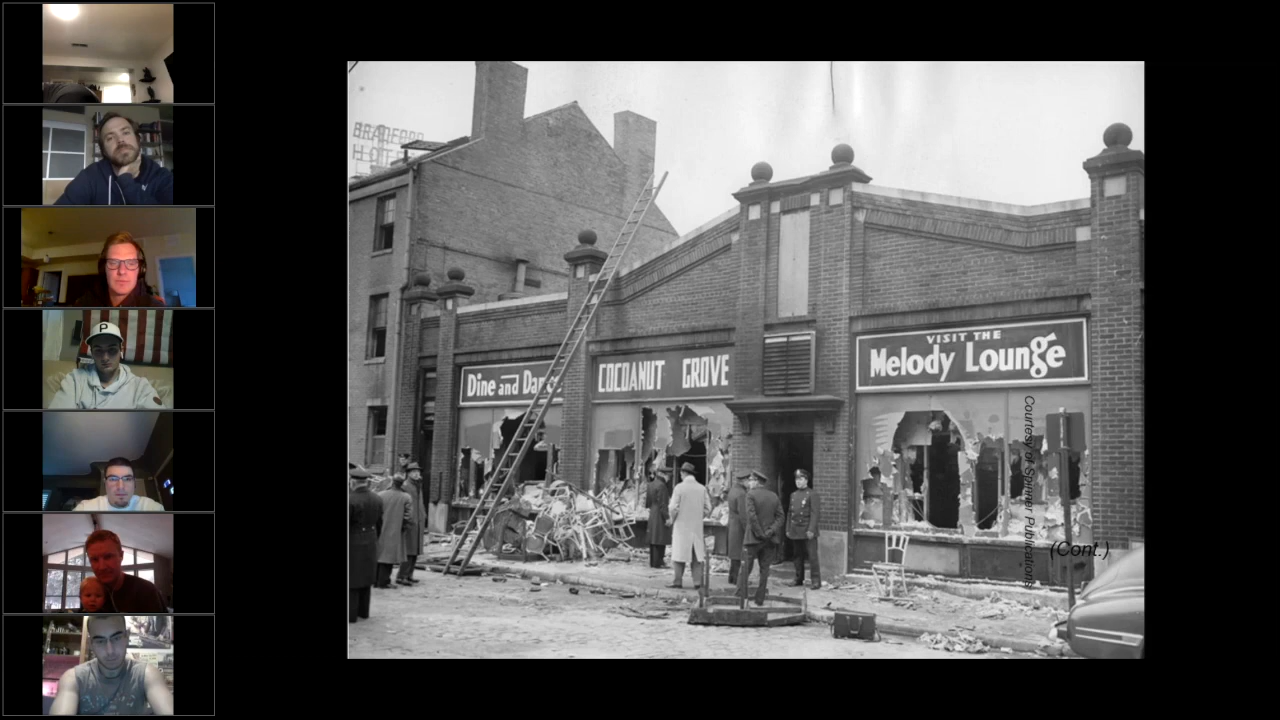 P
BRADFORD
HOTEL
Dine and Dance
COCOANUT GROVE
VISIT THE
Melody Lounge
Courtesy of Spinner Publications
(Cont.)